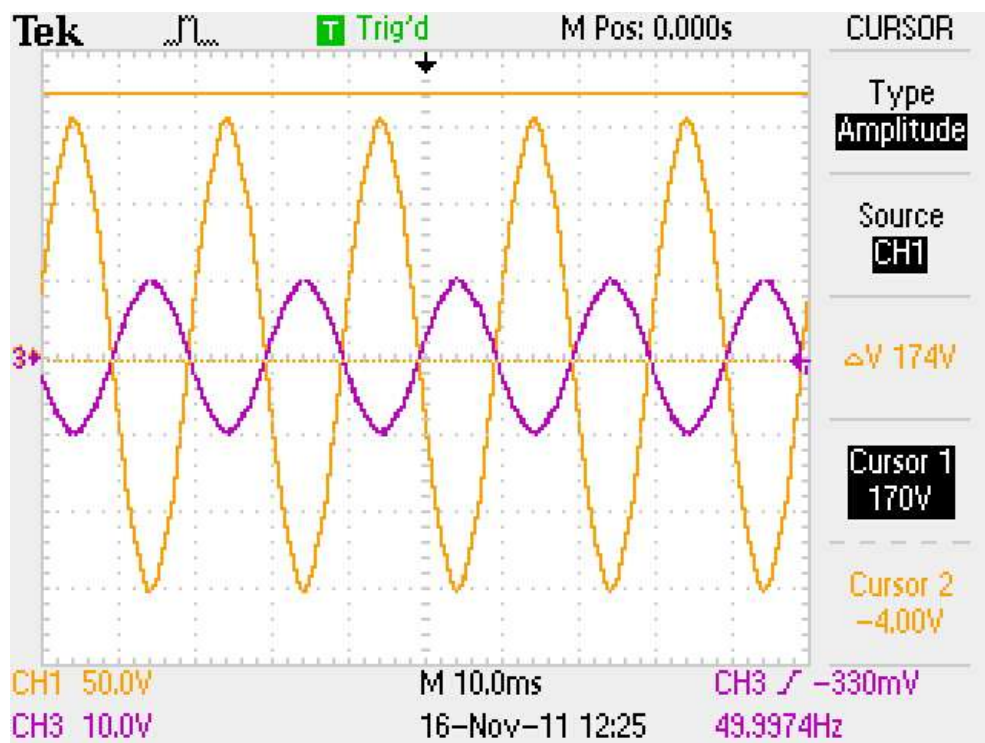 Tek T Trig'd M Pos: 0.000s CURSOR
Type
Amplitude
Source
CH1
3
△V 174V
Cursor 1
170V
Cursor 2
-4.00V
CH1 50.0V M 10.0ms CH3 ∕ -330mV
CH3 10.0V 16-Nov-11 12:25 49.9974Hz